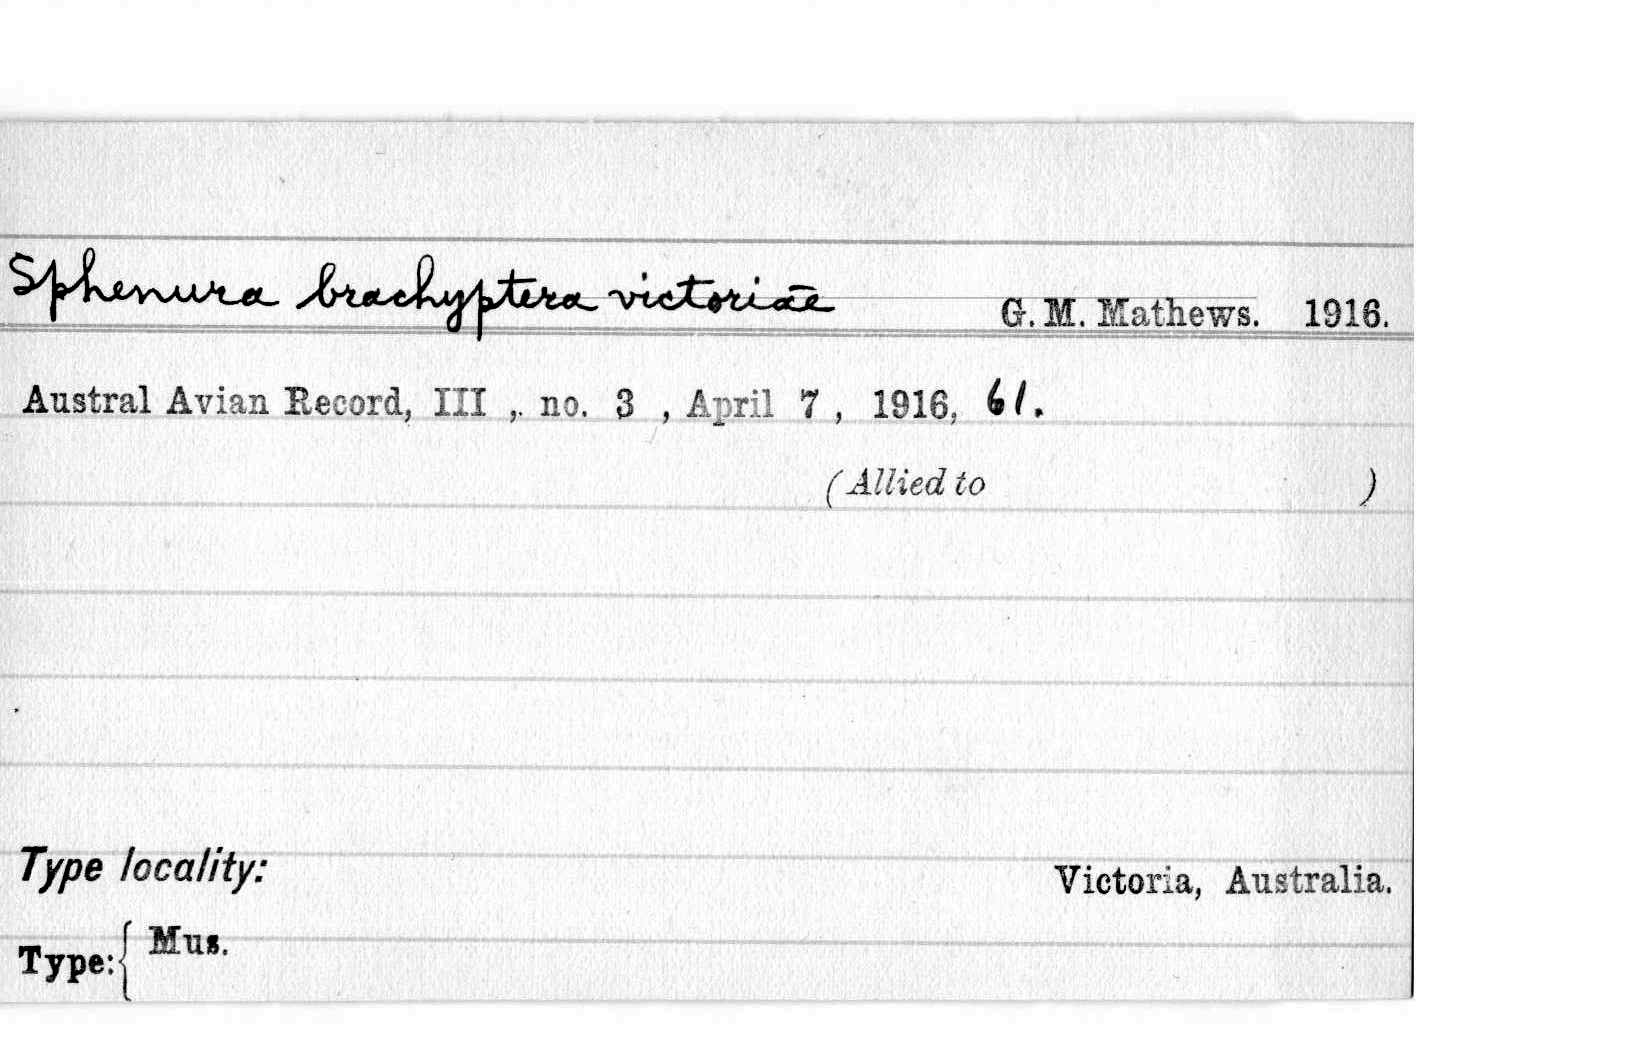 Sphenura brachyptera victoriae G. M. Mathews. 1916.
Austral Avian Record, III , no. 3 , April 7 , 1916, 61.
(Allied to )
Type locality: Victoria, Australia.
Type: { Mus.